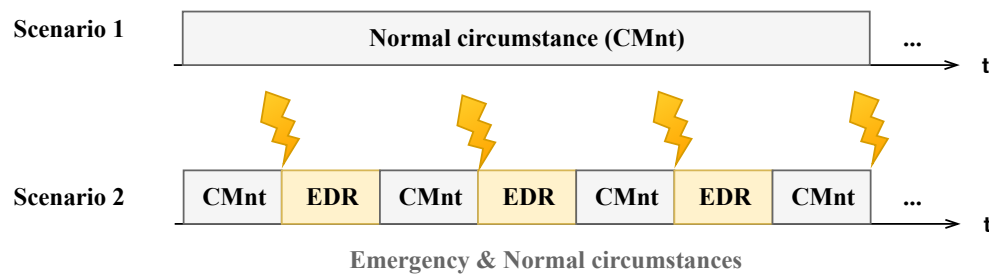 Scenario 1
Normal circumstance (CMnt)
...
t
Scenario 2
CMnt EDR CMnt EDR CMnt EDR CMnt
...
t
Emergency & Normal circumstances